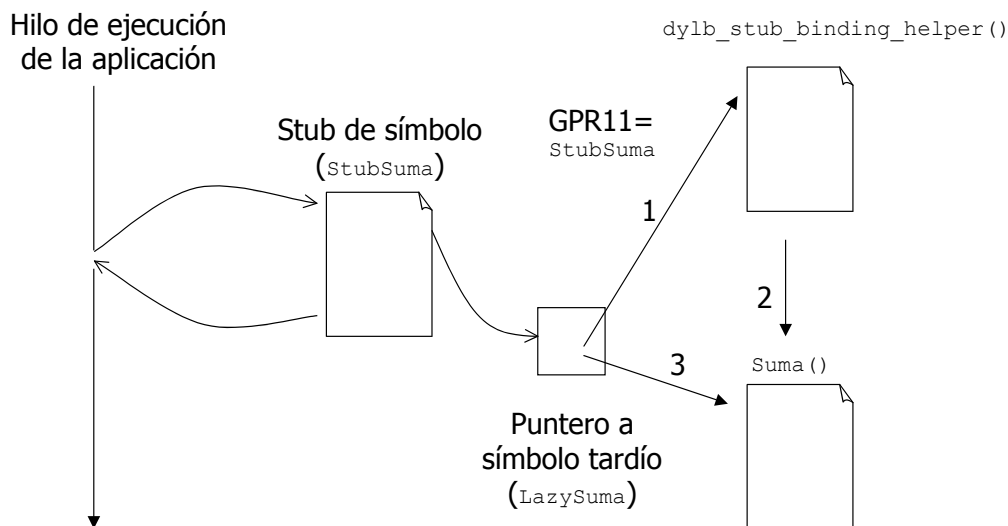 Hilo de ejecución
de la aplicación
dylb_stub_binding_helper()
Stub de símbolo
(StubSuma)
GPR11=
StubSuma
1
2
3
Suma()
Puntero a
símbolo tardío
(LazySuma)